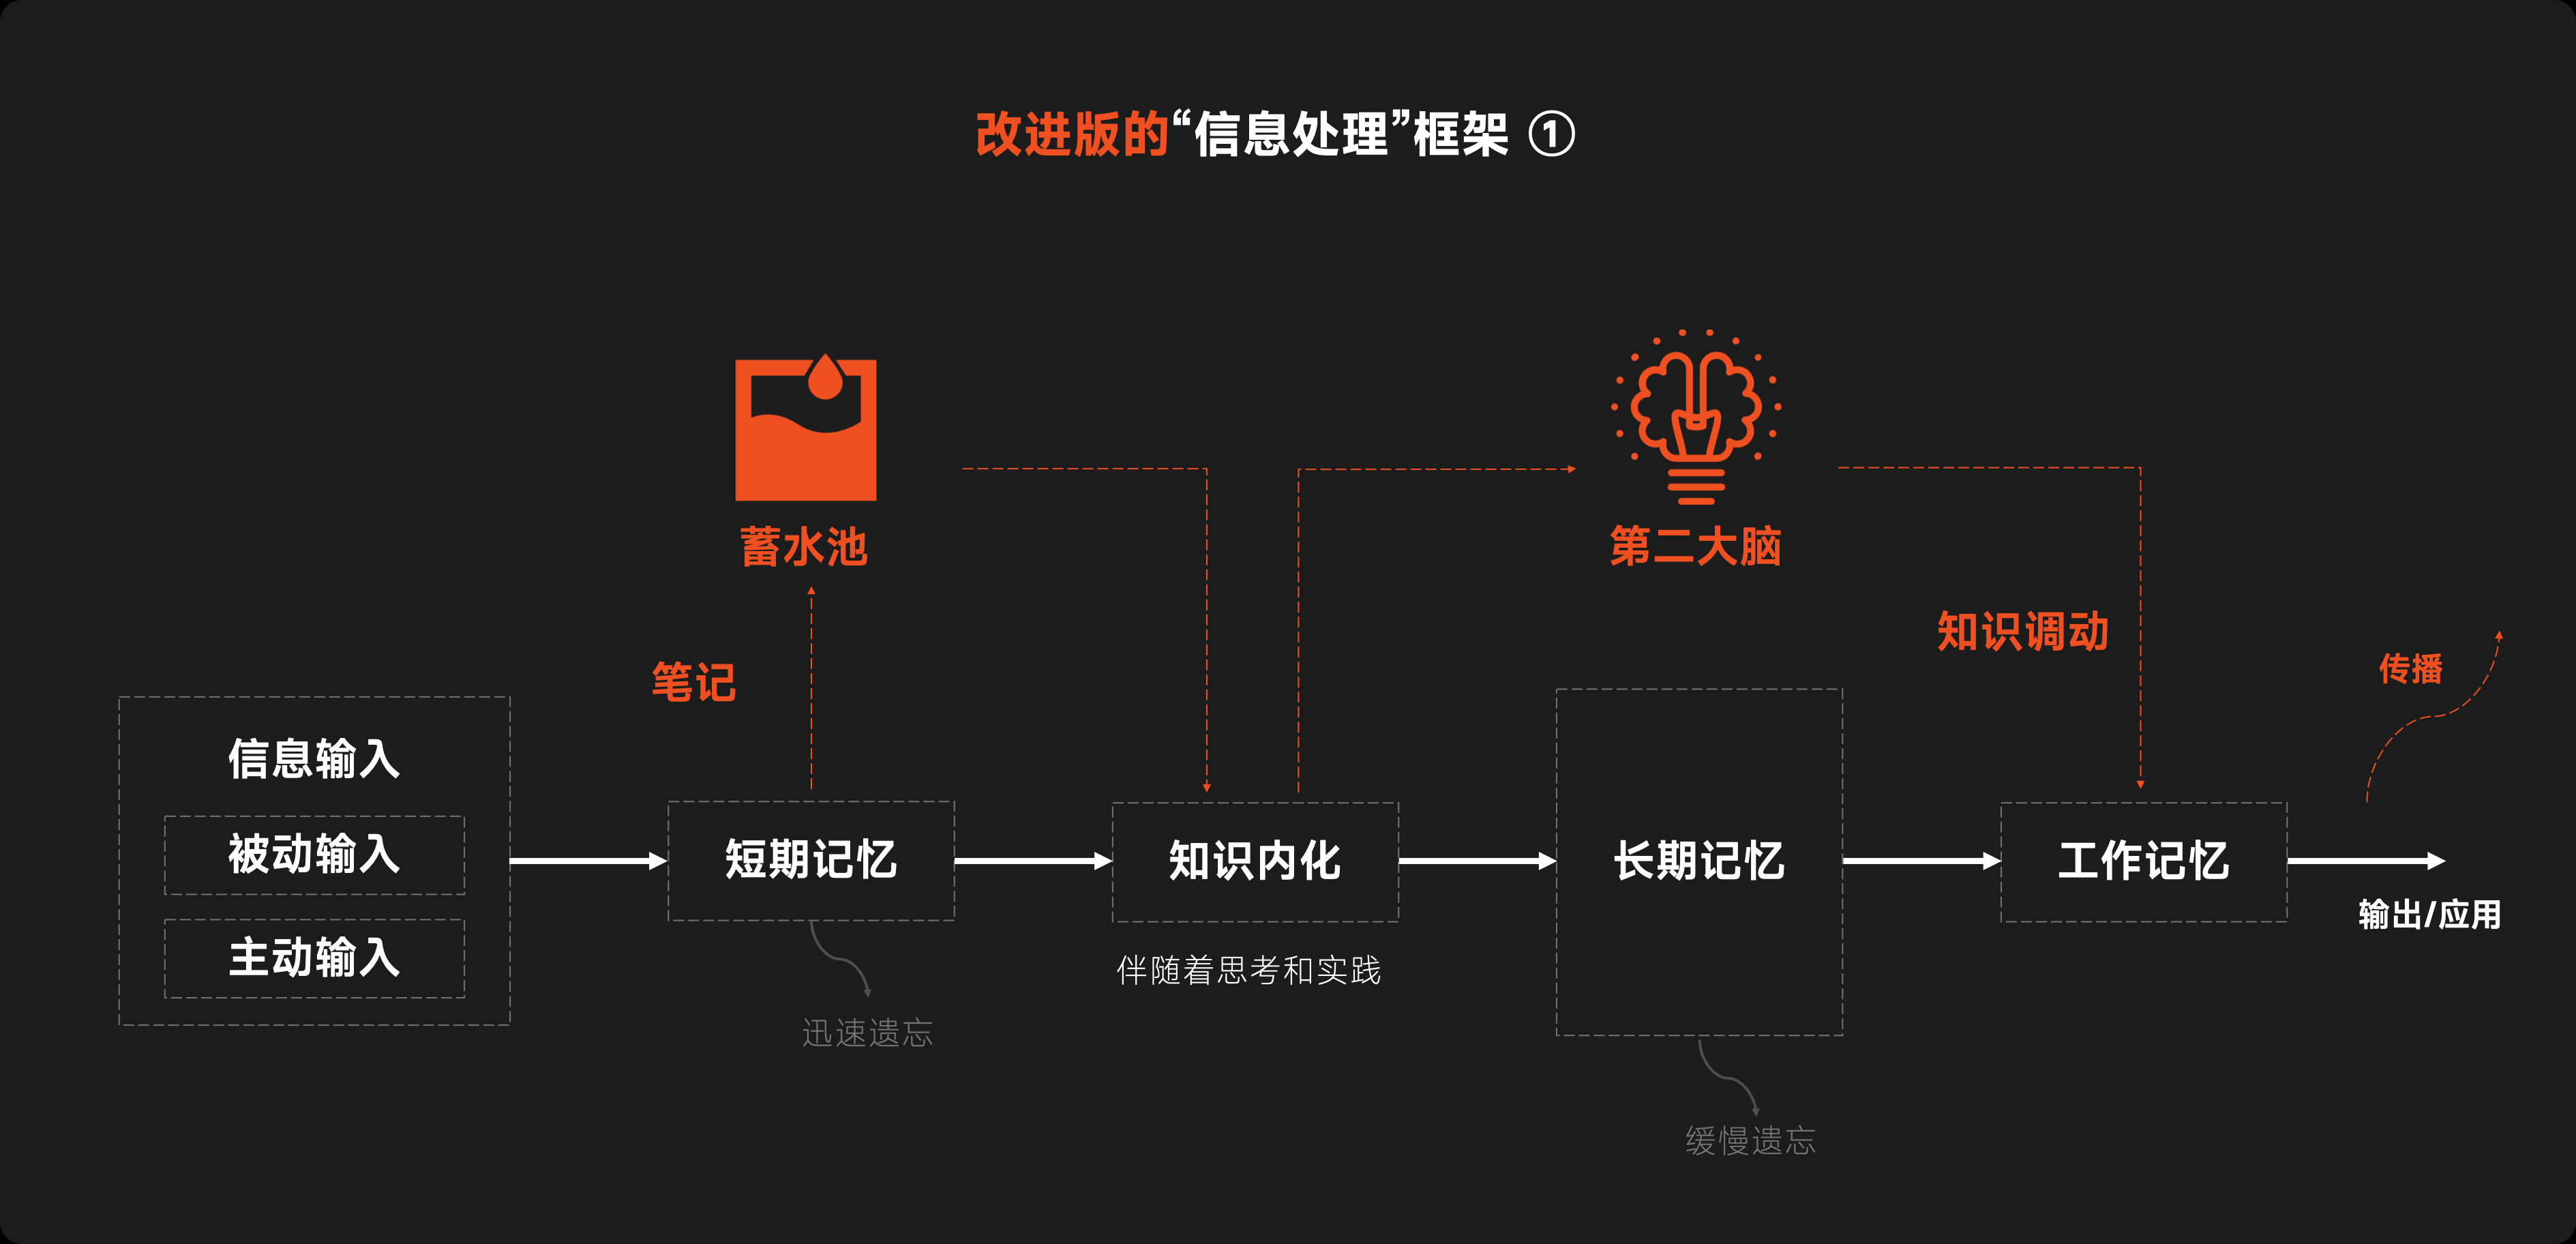 改进版的“信息处理”框架 ①
蓄水池
第二大脑
笔记
知识调动
传播
信息输入
被动输入
主动输入
短期记忆
知识内化
长期记忆
工作记忆
输出/应用
伴随着思考和实践
迅速遗忘
缓慢遗忘